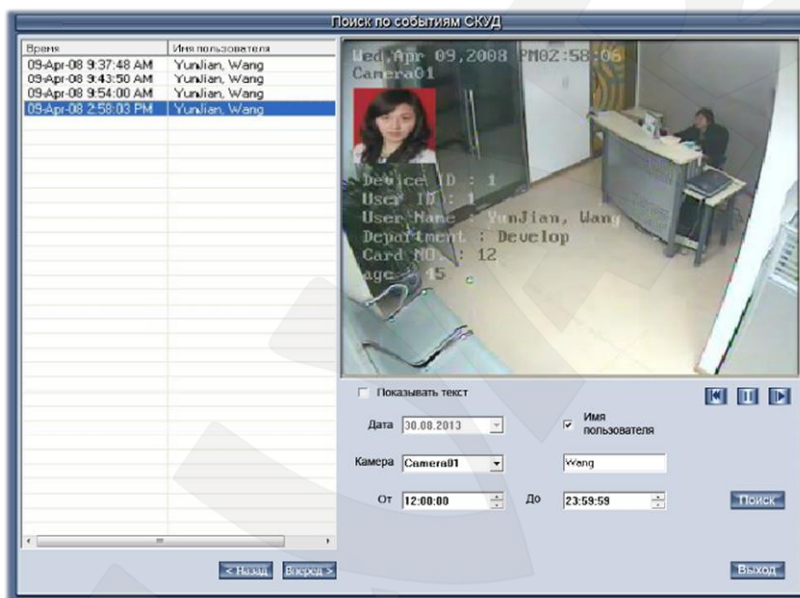 Поиск по событиям СКУД
Время Имя пользователя
09-Apr-08 9:37:48 AM YunJian, Wang
09-Apr-08 9:43:50 AM YunJian, Wang
09-Apr-08 9:54:00 AM YunJian, Wang
09-Apr-08 2:58:03 PM YunJian, Wang
< Назад Вперед >
Wed,Apr 09,2008 PM02:58:06
Camera01
Device ID : 1
User ID : 1
User Name : YunJian, Wang
Department : Develop
Card NO. : 12
age : 45
Показывать текст
Дата 30.08.2013
Имя
пользователя
Камера Camera01 Wang
От 12:00:00 До 23:59:59 Поиск
Выход